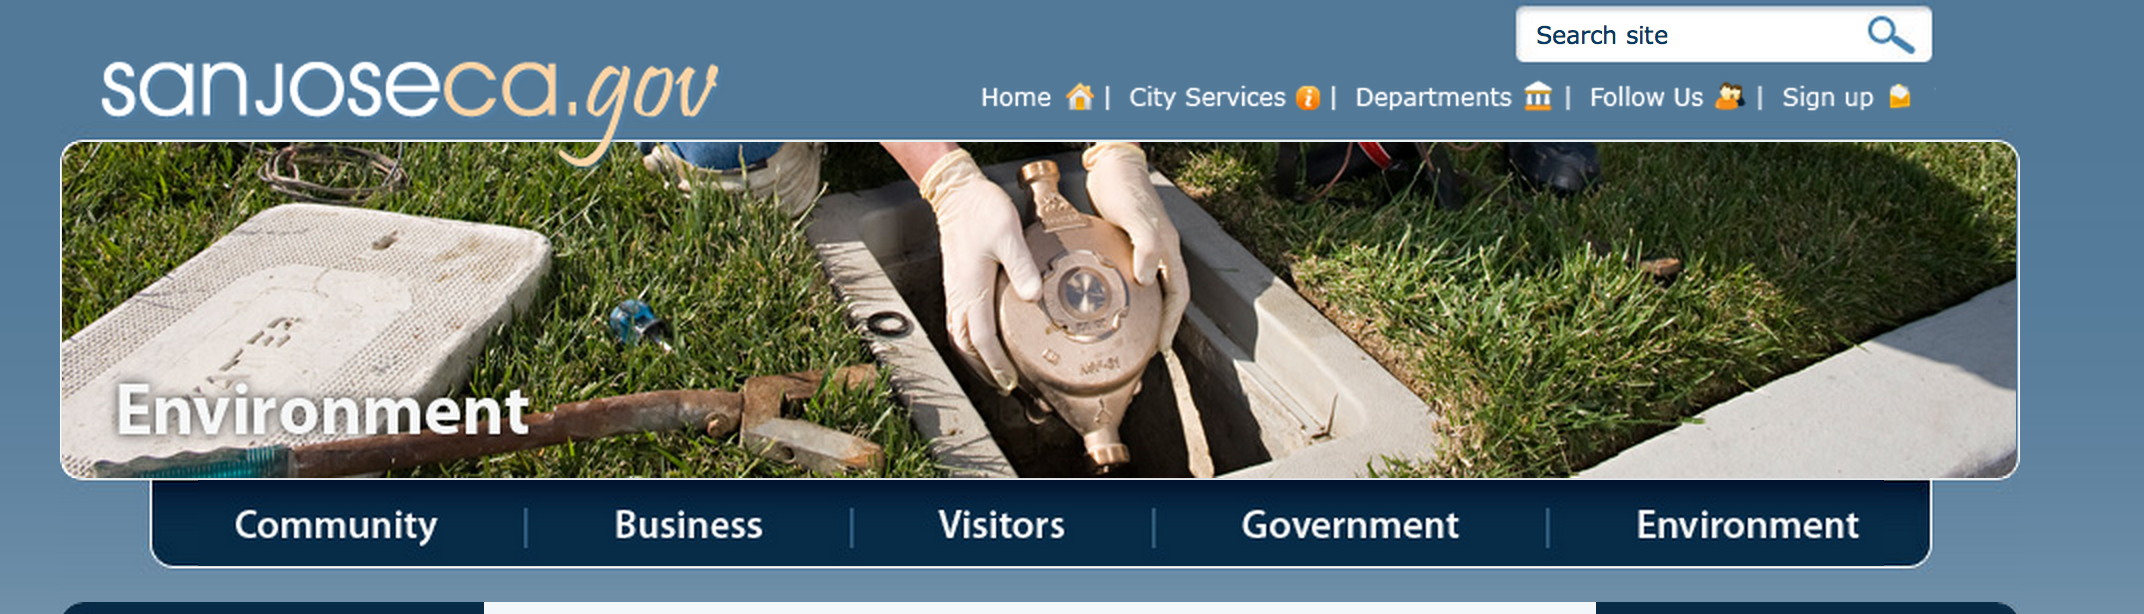 Search site
sanjoseca.gov
Home | City Services | Departments | Follow Us | Sign up
Environment
Community | Business | Visitors | Government | Environment